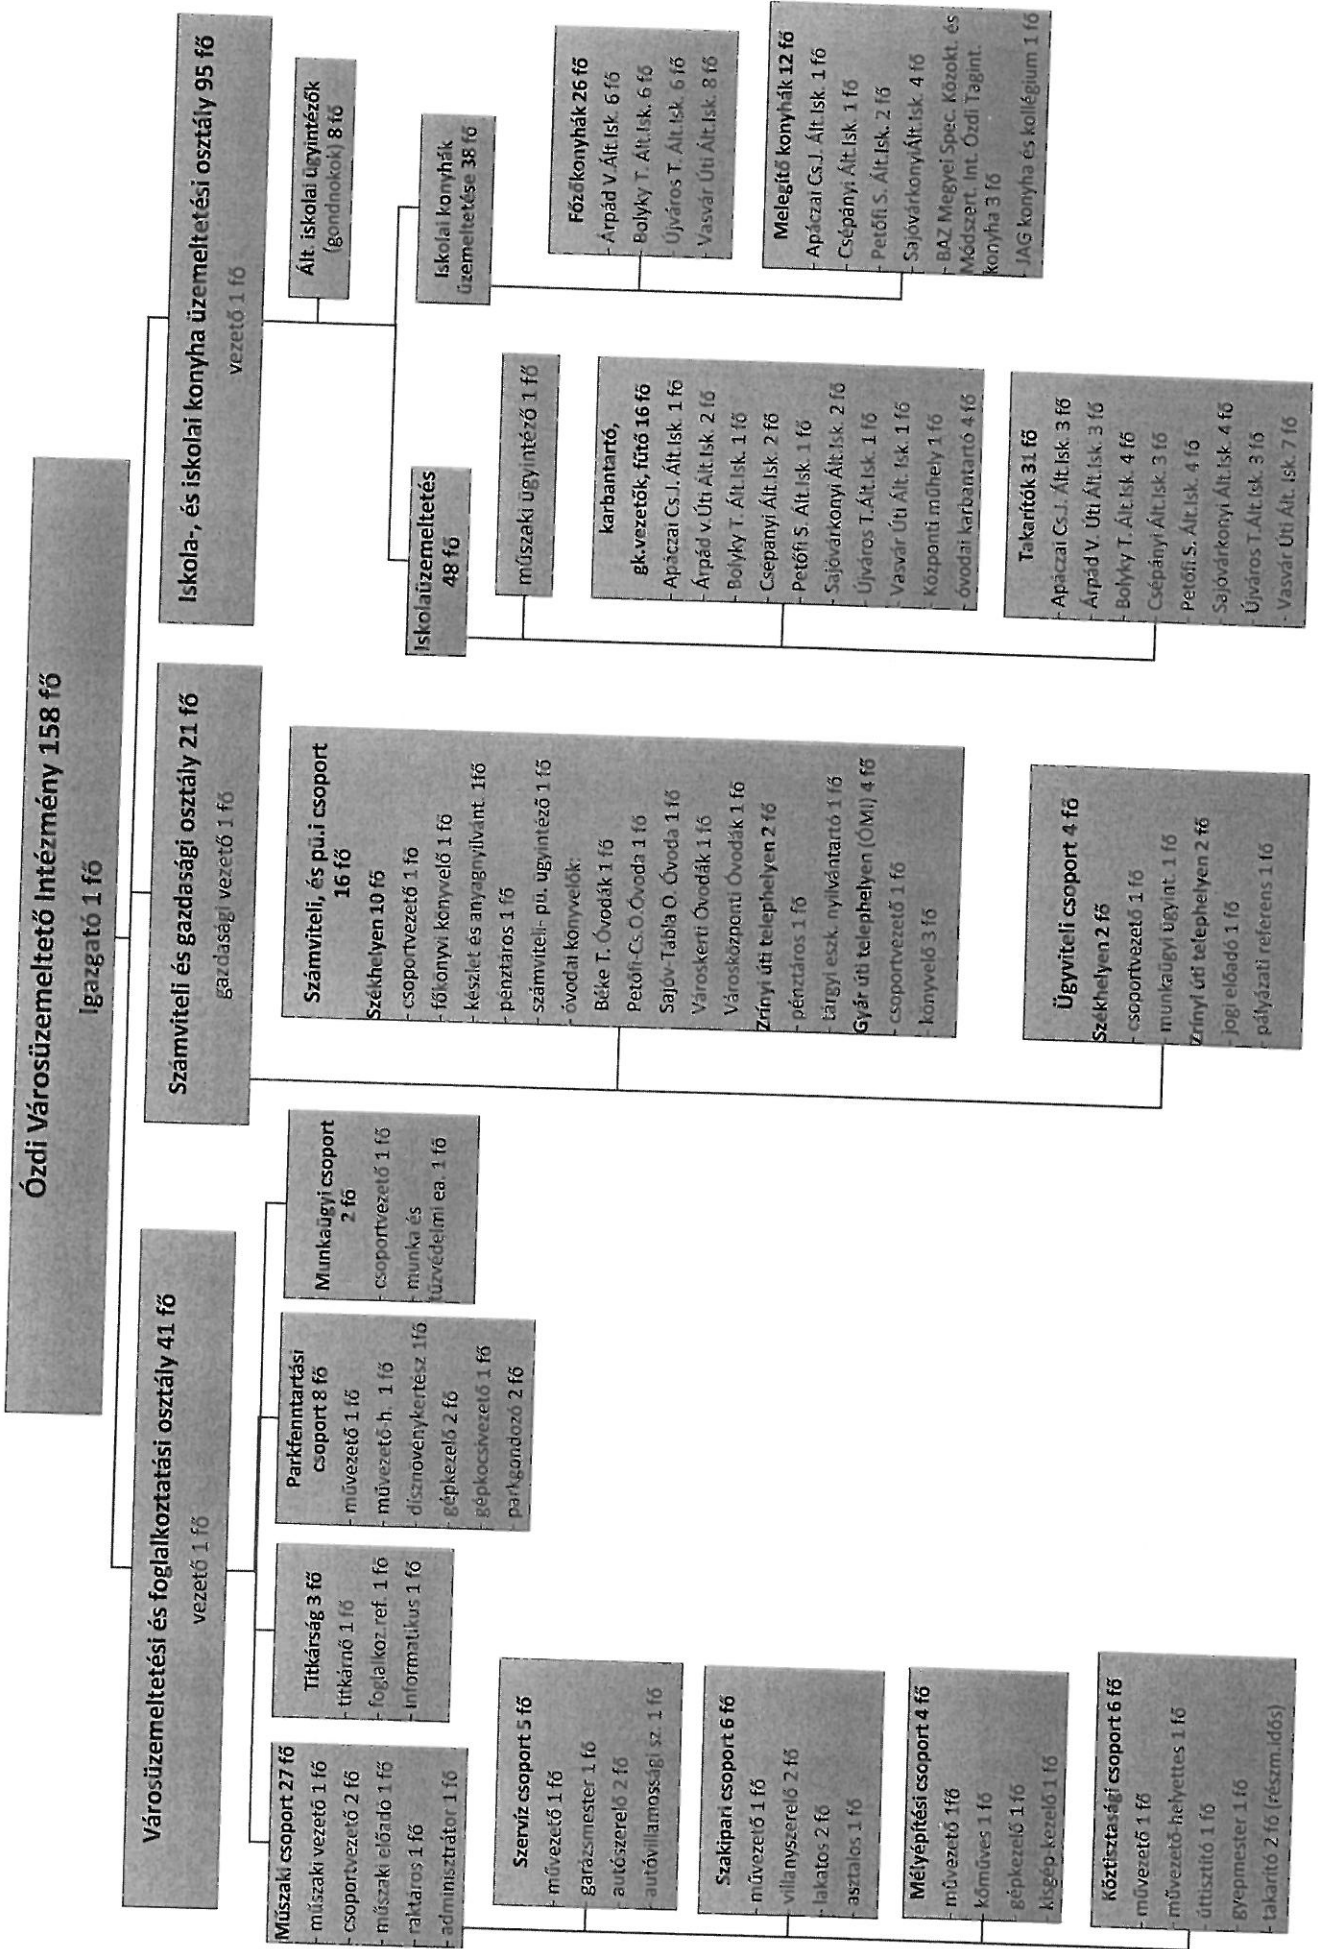 Ózdi Városüzemeltető Intézmény 158 fő
Igazgató 1 fő
Városüzemeltetési és foglalkoztatási osztály 41 fő
vezető 1 fő
Műszaki csoport 27 fő
- műszaki vezető 1 fő
- csoportvezető 2 fő
- műszaki előadó 1 fő
- raktáros 1 fő
- adminisztrátor 1 fő
Szervíz csoport 5 fő
- művezető 1 fő
- garázsmester 1 fő
- autószerelő 2 fő
- autóvillamossági sz. 1 fő
Szakipari csoport 6 fő
- művezető 1 fő
- villanyszerelő 2 fő
- lakatos 2 fő
- asztalos 1 fő
Mélyépítési csoport 4 fő
- művezető 1fő
- kőműves 1 fő
- gépkezelő 1 fő
- kisgép kezelő 1 fő
Köztisztasági csoport 6 fő
- művezető 1 fő
- művezető-helyettes 1 fő
- úttisztító 1 fő
- gyepmester 1 fő
- takarító 2 fő (részm.idős)
Titkárság 3 fő
- titkárnő 1 fő
- foglalkoz.ref. 1 fő
- informatikus 1 fő
Parkfenntartási
csoport 8 fő
- művezető 1 fő
- művezető-h. 1 fő
- dísznövénykertész 1fő
- gépkezelő 2 fő
- gépkocsivezető 1 fő
- parkgondozó 2 fő
Munkaügyi csoport
2 fő
- csoportvezető 1 fő
- munka és
tűzvédelmi ea. 1 fő
Számviteli és gazdasági osztály 21 fő
gazdasági vezető 1 fő
Számviteli, és pü.i csoport
16 fő
Székhelyen 10 fő
- csoportvezető 1 fő
- főkönyvi könyvelő 1 fő
- készlet és anyagnyilvánt. 1fő
- pénztáros 1 fő
- számviteli- pü. ügyintéző 1 fő
- óvodai könyvelők:
Béke T. Óvodák 1 fő
Petőfi-Cs.O.Óvoda 1 fő
Sajóv-Tábla O. Óvoda 1 fő
Városkerti Óvodák 1 fő
Városközponti Óvodák 1 fő
Zrínyi úti telephelyen 2 fő
- pénztáros 1 fő
- tárgyi eszk. nyilvántartó 1 fő
Gyár úti telephelyen (ÓMI) 4 fő
- csoportvezető 1 fő
- könyvelő 3 fő
Ügyviteli csoport 4 fő
Székhelyen 2 fő
- csoportvezető 1 fő
- munkaügyi ügyint. 1 fő
Zrínyi úti telephelyen 2 fő
- jogi előadó 1 fő
- pályázati referens 1 fő
Iskola-, és iskolai konyha üzemeltetési osztály 95 fő
vezető 1 fő
Ált. iskolai ügyintézők
(gondnokok) 8 fő
Iskolaüzemeltetés
48 fő
műszaki ügyintéző 1 fő
karbantartó,
gk.vezetők, fűtő 16 fő
- Apáczai Cs.J. Ált.Isk. 1 fő
- Árpád v. Úti Ált.Isk. 2 fő
- Bolyky T. Ált.Isk. 1 fő
- Csépányi Ált.Isk. 2 fő
- Petőfi S. Ált.Isk. 1 fő
- Sajóvárkonyi Ált.Isk. 2 fő
- Újváros T.Ált.Isk. 1 fő
- Vasvár Úti Ált. Isk. 1 fő
- Központi műhely 1 fő
- óvodai karbantartó 4 fő
Takarítók 31 fő
- Apáczai Cs.J. Ált.Isk. 3 fő
- Árpád V. Úti Ált.Isk. 3 fő
- Bolyky T. Ált.Isk. 4 fő
- Csépányi Ált.Isk. 3 fő
- Petőfi S. Ált.Isk. 4 fő
- Sajóvárkonyi Ált.Isk. 4 fő
- Újváros T.Ált.Isk. 3 fő
- Vasvár Úti Ált. Isk. 7 fő
Iskolai konyhák
üzemeltetése 38 fő
Főzőkonyhák 26 fő
- Árpád V.Ált.Isk. 6 fő
- Bolyky T. Ált.Isk. 6 fő
- Újváros T. Ált.Isk. 6 fő
- Vasvár Úti Ált.Isk. 8 fő
Melegítő konyhák 12 fő
- Apáczai Cs.J. Ált.Isk. 1 fő
- Csépányi Ált.Isk. 1 fő
- Petőfi S. Ált.Isk. 2 fő
- SajóvárkonyiÁlt.Isk. 4 fő
- BAZ Megyei Spec. Közokt. és
Módszert. Int. Ózdi Tagint.
konyha 3 fő
- JAG konyha és kollégium 1 fő